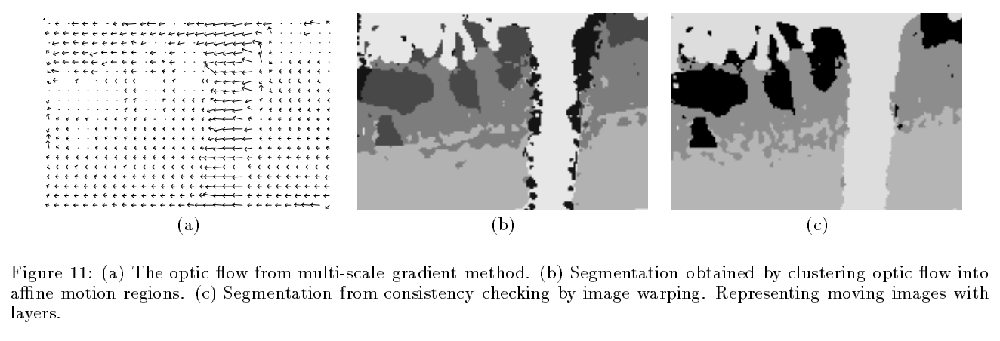 (a)
(b)
(c)
Figure 11: (a) The optic flow from multi-scale gradient method. (b) Segmentation obtained by clustering optic flow into
affine motion regions. (c) Segmentation from consistency checking by image warping. Representing moving images with
layers.